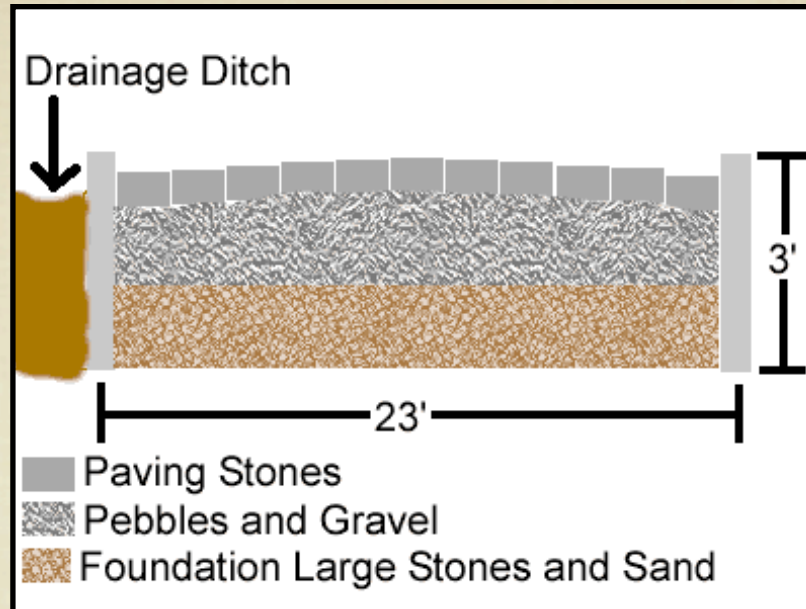 Drainage Ditch
3'
23'
Paving Stones
Pebbles and Gravel
Foundation Large Stones and Sand